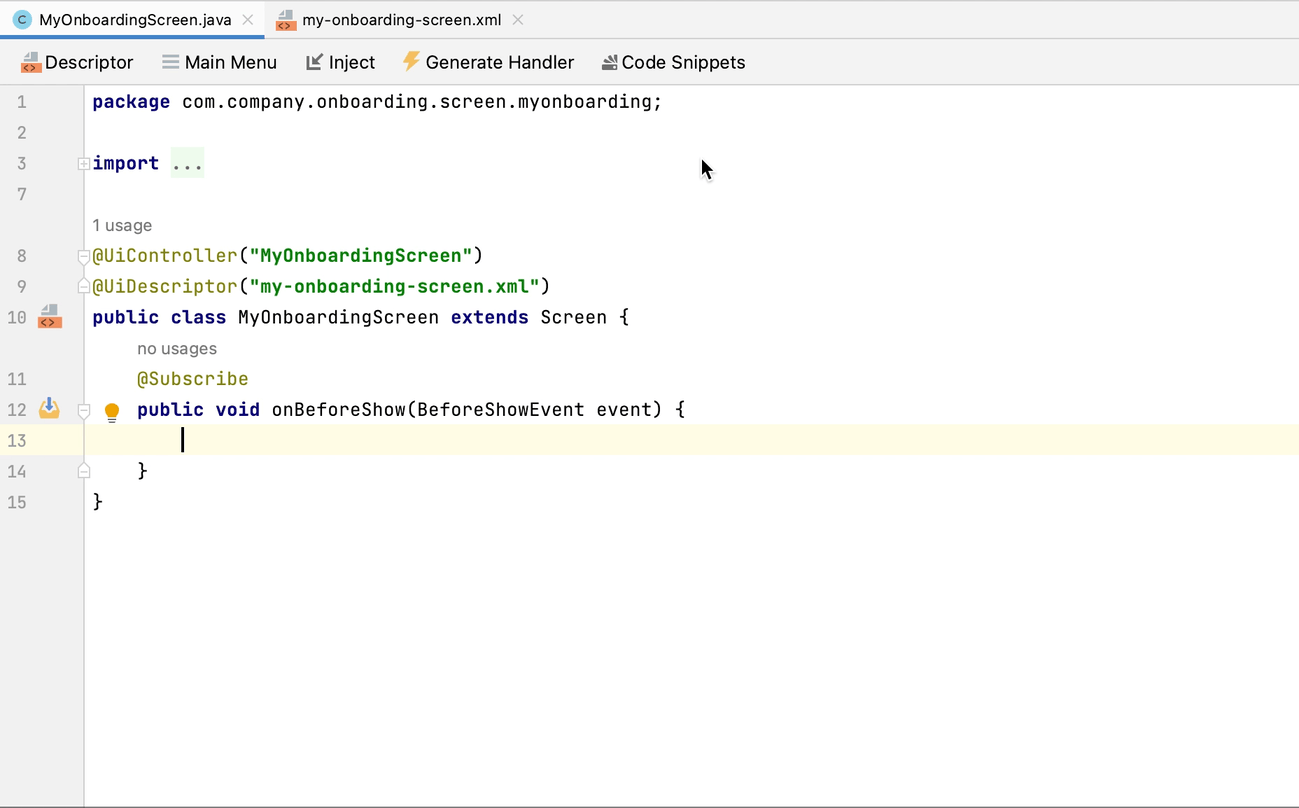 MyOnboardingScreen.java my-onboarding-screen.xml
Descriptor Main Menu Inject Generate Handler Code Snippets
1 package com.company.onboarding.screen.myonboarding;
2
3 import ...
7
1 usage
8 @UiController("MyOnboardingScreen")
9 @UiDescriptor("my-onboarding-screen.xml")
10 public class MyOnboardingScreen extends Screen {
no usages
11 @Subscribe
12 public void onBeforeShow(BeforeShowEvent event) {
13
14 }
15 }